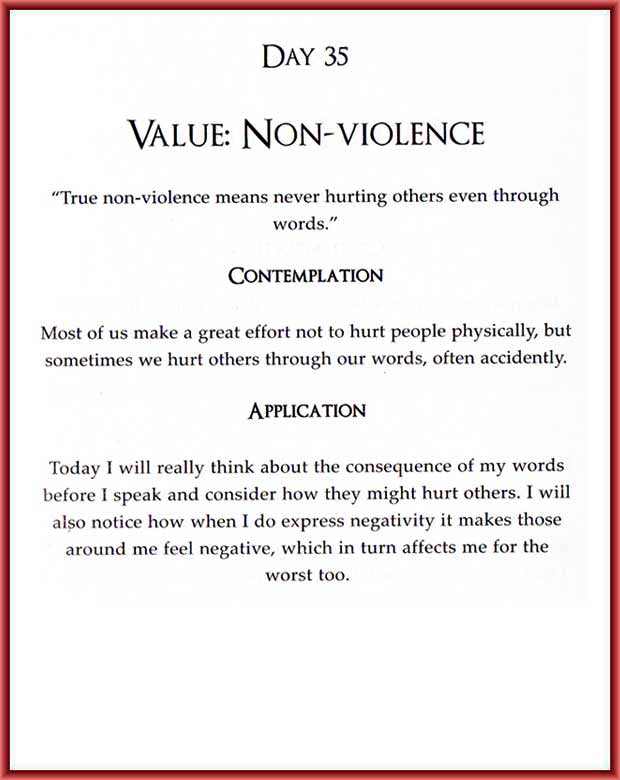 DAY 35
VALUE: NON-VIOLENCE
“True non-violence means never hurting others even through
words.”
CONTEMPLATION
Most of us make a great effort not to hurt people physically, but
sometimes we hurt others through our words, often accidently.
APPLICATION
Today I will really think about the consequence of my words
before I speak and consider how they might hurt others. I will
also notice how when I do express negativity it makes those
around me feel negative, which in turn affects me for the
worst too.